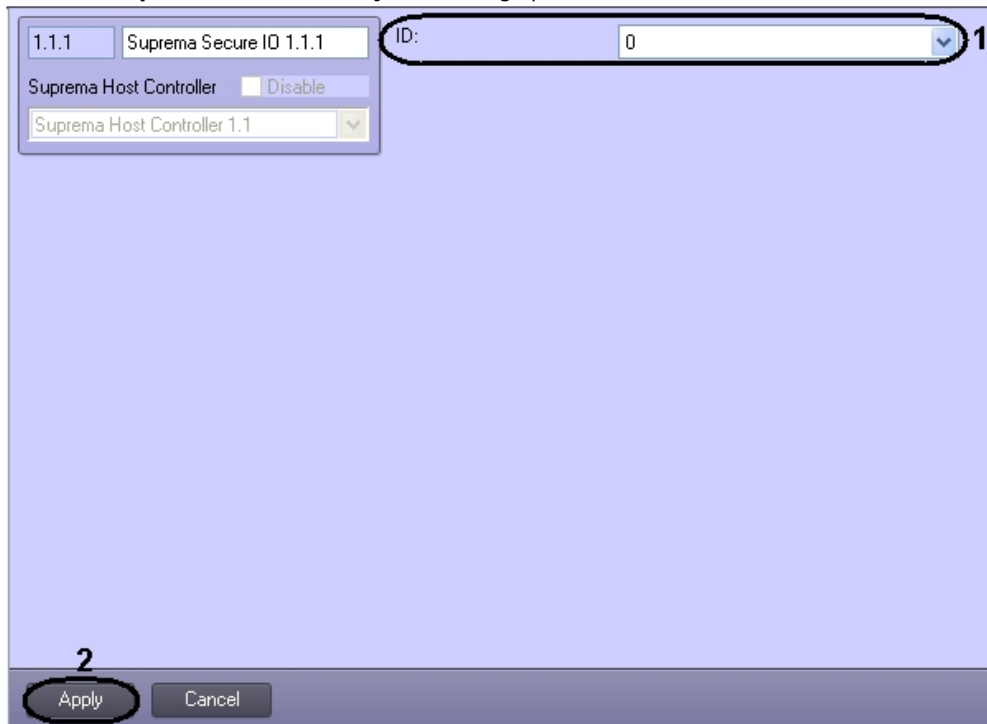 1.1.1 Suprema Secure IO 1.1.1 ID: 0 1
Suprema Host Controller Disable
Suprema Host Controller 1.1
2
Apply Cancel